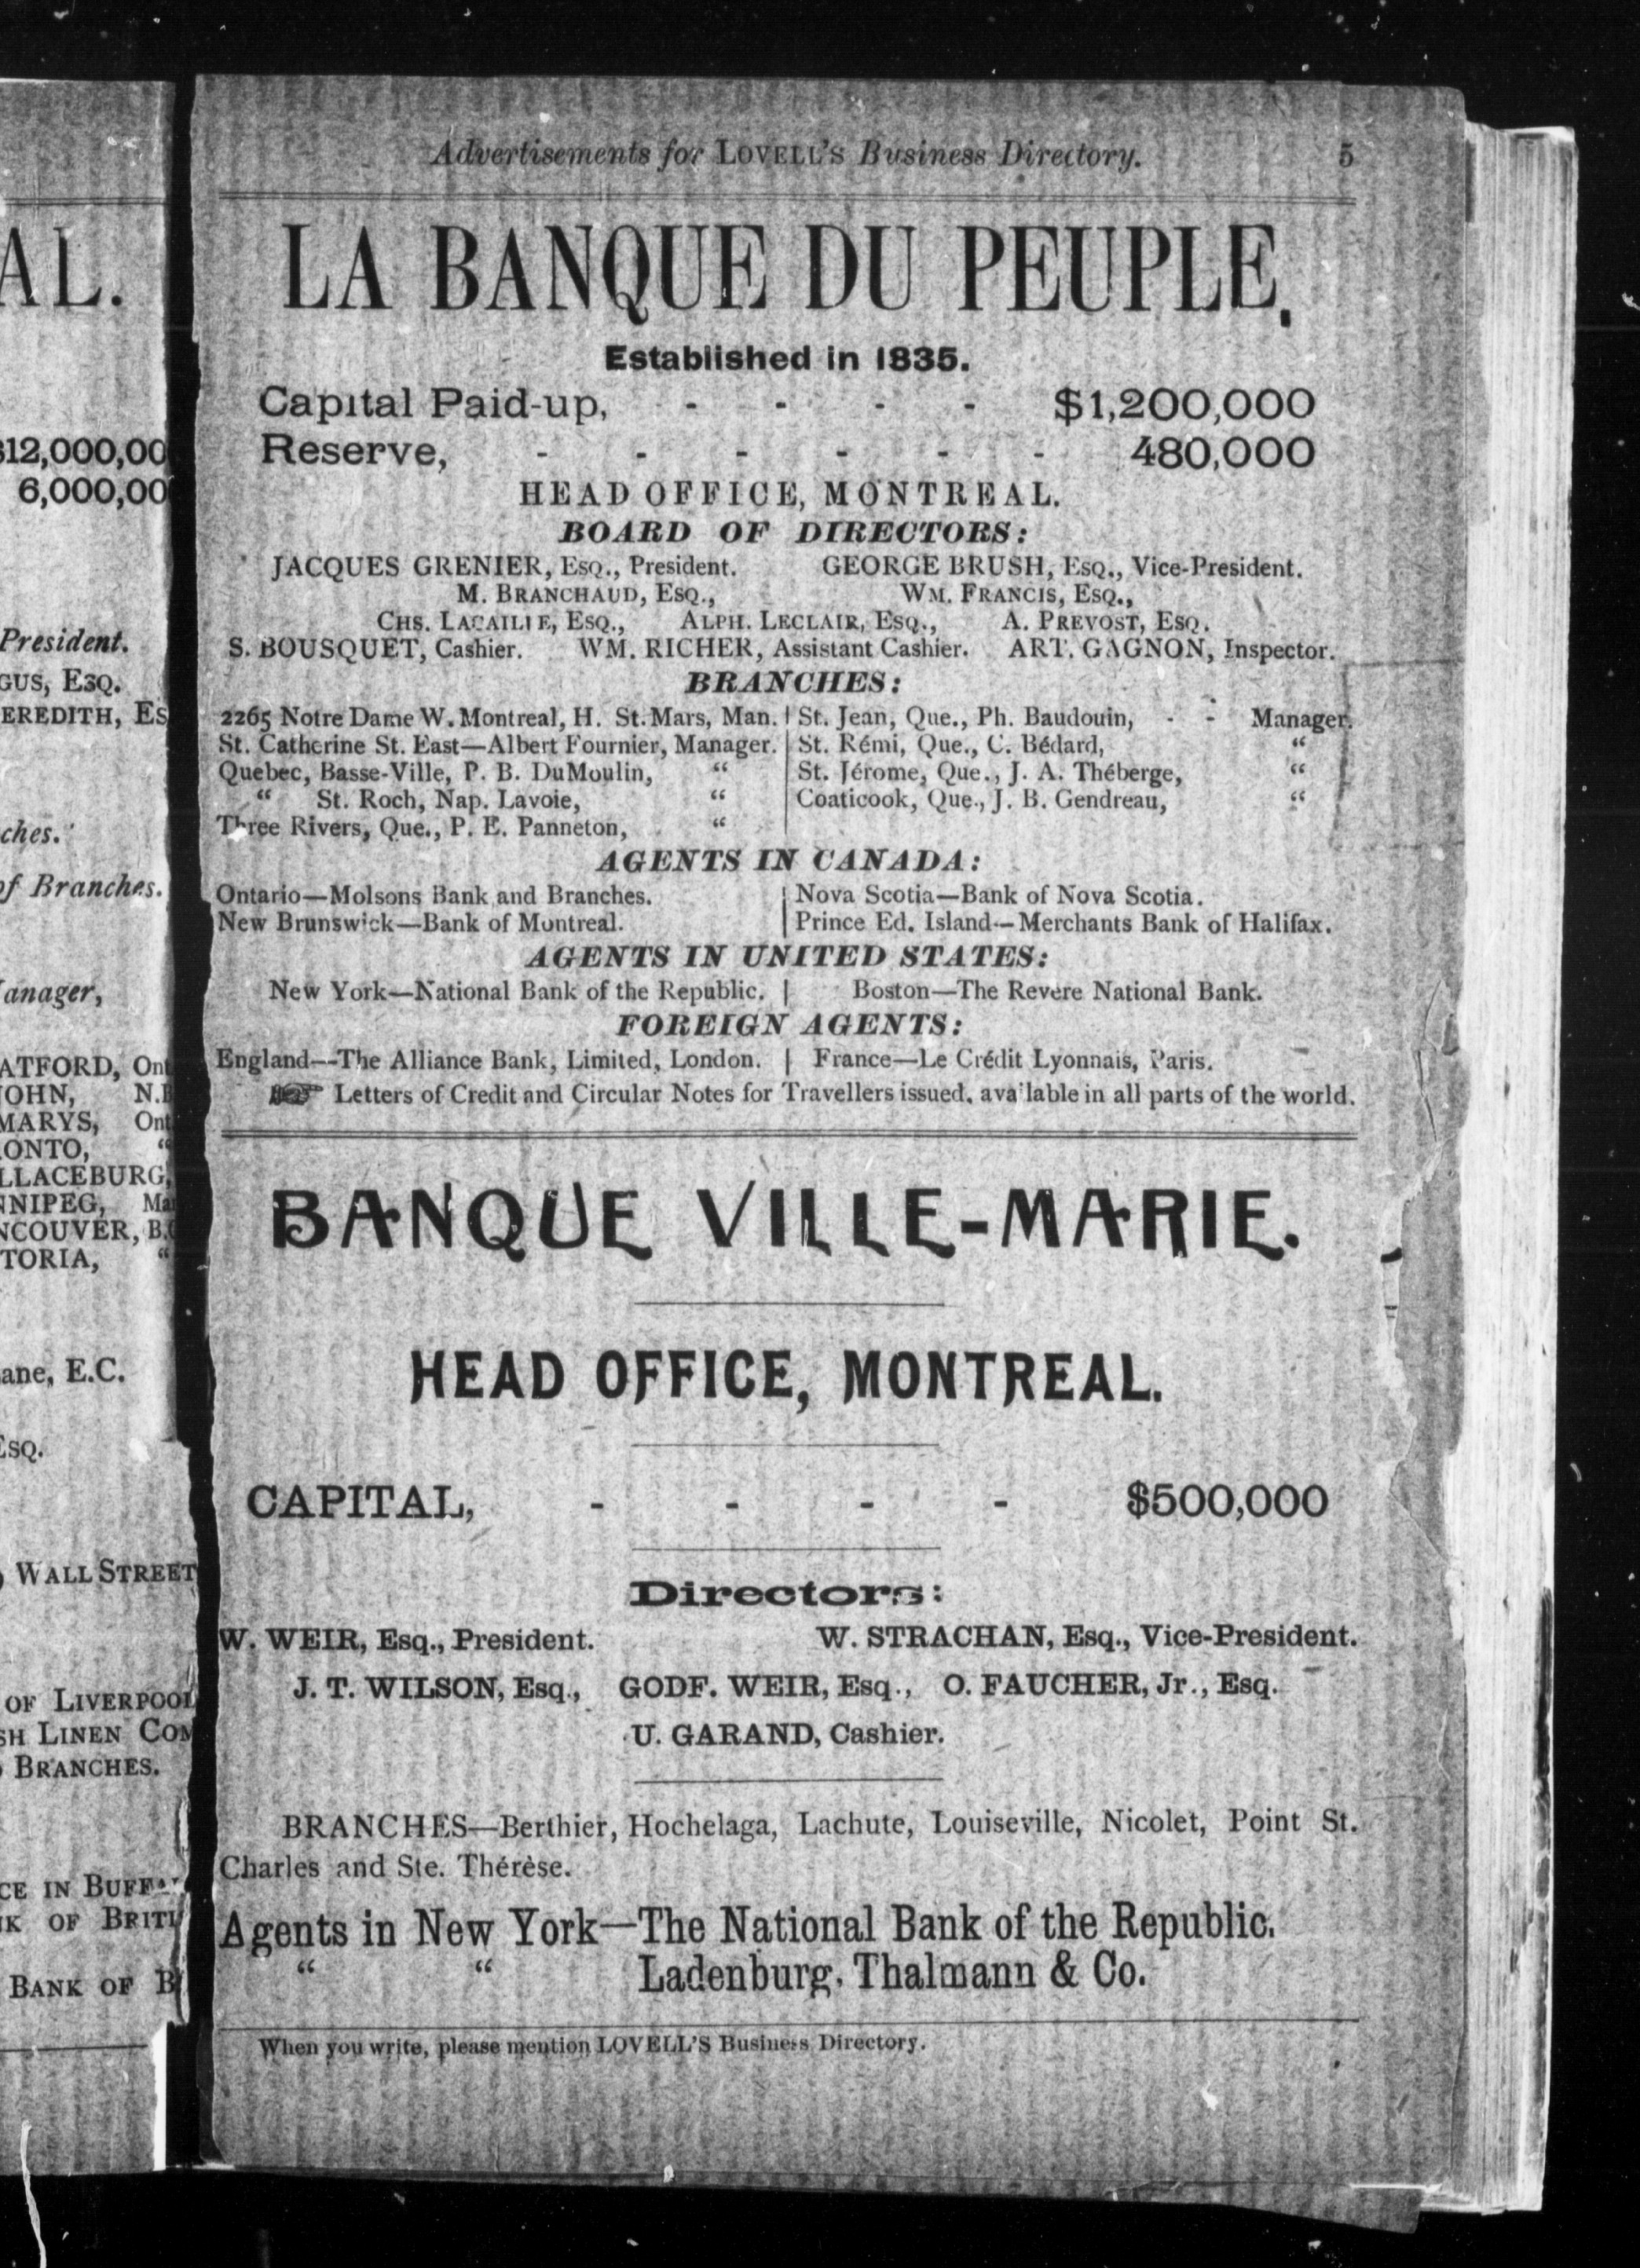 AL.
$12,000,00
6,000,00
President.
GUS, ESQ.
EREDITH, ES
ches.
of Branches.
anager,
ATFORD, Ont
JOHN, N.B
MARYS, Ont
ONTO, "
LLACEBURG,
NNIPEG, Ma
NCOUVER, B.C
TORIA, "
ane, E.C.
ESQ.
WALL STREET
OF LIVERPOOL
SH LINEN COM
BRANCHES.
CE IN BUFFA
NK OF BRITI
BANK OF B
Advertisements for LOVELL'S Business Directory. 5
LA BANQUE DU PEUPLE,
Established in 1835.
Capital Paid-up, - - - - $1,200,000
Reserve, - - - - - - 480,000
HEAD OFFICE, MONTREAL.
BOARD OF DIRECTORS:
JACQUES GRENIER, ESQ., President. GEORGE BRUSH, ESQ., Vice-President.
M. BRANCHAUD, ESQ., WM. FRANCIS, ESQ.,
CHS. LACAILLE, ESQ., ALPH. LECLAIR, ESQ., A. PREVOST, ESQ.
S. BOUSQUET, Cashier. WM. RICHER, Assistant Cashier. ART. GAGNON, Inspector.
BRANCHES:
2265 Notre Dame W. Montreal, H. St. Mars, Man. | St. Jean, Que., Ph. Baudouin, - - Manager.
St. Catherine St. East—Albert Fournier, Manager. | St. Rémi, Que., C. Bédard, "
Quebec, Basse-Ville, P. B. DuMoulin, " | St. Jérome, Que., J. A. Théberge, "
" St. Roch, Nap. Lavoie, " | Coaticook, Que., J. B. Gendreau, "
Three Rivers, Que., P. E. Panneton, "
AGENTS IN CANADA:
Ontario—Molsons Bank and Branches. | Nova Scotia—Bank of Nova Scotia.
New Brunswick—Bank of Montreal. | Prince Ed. Island—Merchants Bank of Halifax.
AGENTS IN UNITED STATES:
New York—National Bank of the Republic. | Boston—The Revere National Bank.
FOREIGN AGENTS:
England—The Alliance Bank, Limited, London. | France—Le Crédit Lyonnais, Paris.
☞ Letters of Credit and Circular Notes for Travellers issued, available in all parts of the world.
BANQUE VILLE-MARIE.
HEAD OFFICE, MONTREAL.
CAPITAL, - - - - $500,000
Directors:
W. WEIR, Esq., President. W. STRACHAN, Esq., Vice-President.
J. T. WILSON, Esq., GODF. WEIR, Esq., O. FAUCHER, Jr., Esq.
U. GARAND, Cashier.
BRANCHES—Berthier, Hochelaga, Lachute, Louiseville, Nicolet, Point St.
Charles and Ste. Thérèse.
Agents in New York—The National Bank of the Republic.
" " Ladenburg, Thalmann & Co.
When you write, please mention LOVELL'S Business Directory.